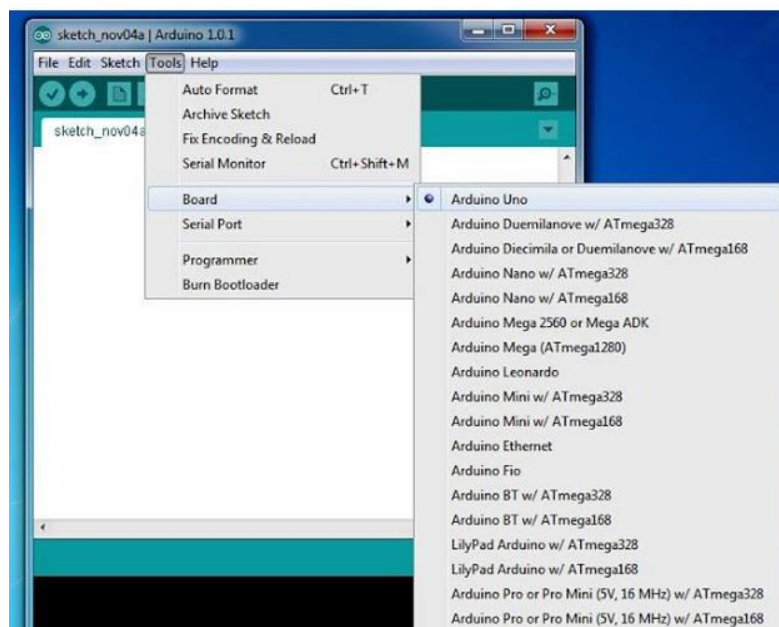 sketch_nov04a | Arduino 1.0.1
File Edit Sketch Tools Help
Auto Format Ctrl+T
Archive Sketch
Fix Encoding & Reload
Serial Monitor Ctrl+Shift+M
Board
Serial Port
Programmer
Burn Bootloader
sketch_nov04a
Arduino Uno
Arduino Duemilanove w/ ATmega328
Arduino Diecimila or Duemilanove w/ ATmega168
Arduino Nano w/ ATmega328
Arduino Nano w/ ATmega168
Arduino Mega 2560 or Mega ADK
Arduino Mega (ATmega1280)
Arduino Leonardo
Arduino Mini w/ ATmega328
Arduino Mini w/ ATmega168
Arduino Ethernet
Arduino Fio
Arduino BT w/ ATmega328
Arduino BT w/ ATmega168
LilyPad Arduino w/ ATmega328
LilyPad Arduino w/ ATmega168
Arduino Pro or Pro Mini (5V, 16 MHz) w/ ATmega328
Arduino Pro or Pro Mini (5V, 16 MHz) w/ ATmega168